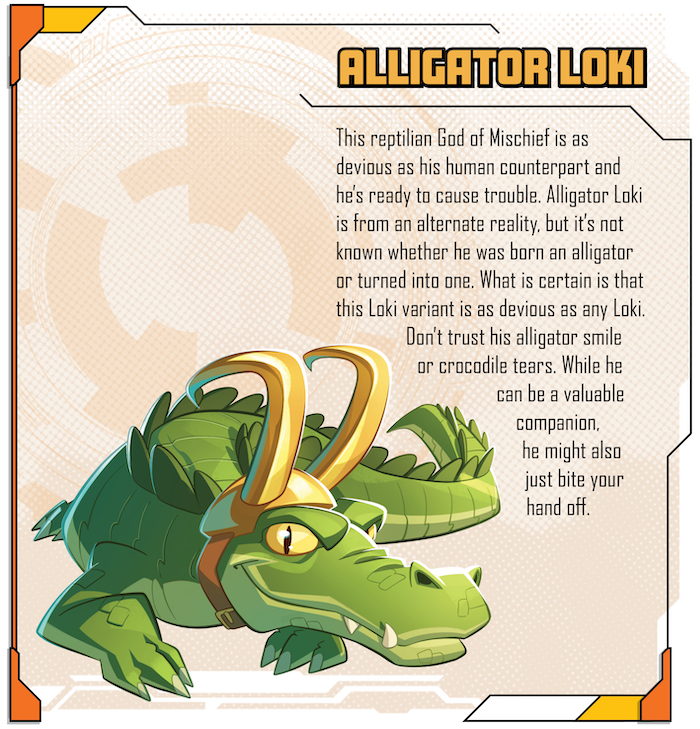 ALLIGATOR LOKI
This reptilian God of Mischief is as
devious as his human counterpart and
he's ready to cause trouble. Alligator Loki
is from an alternate reality, but it's not
known whether he was born an alligator
or turned into one. What is certain is that
this Loki variant is as devious as any Loki.
Don't trust his alligator smile
or crocodile tears. While he
can be a valuable
companion,
he might also
just bite your
hand off.